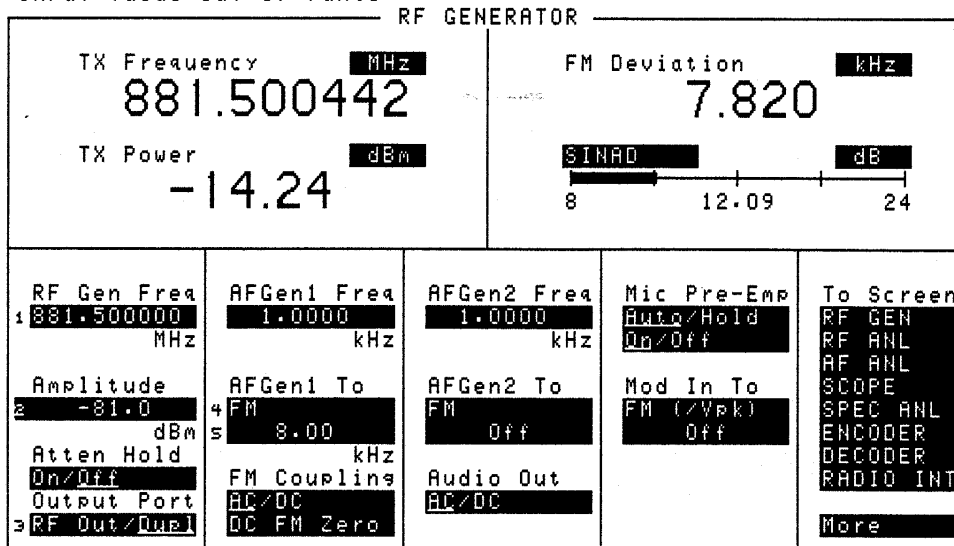 RF GENERATOR
TX Frequency MHz
881.500442
TX Power dBm
-14.24
FM Deviation kHz
7.820
SINAD dB
8 12.09 24
RF Gen Freq
1 881.500000
MHz
Amplitude
2 -81.0
dBm
Atten Hold
On/Off
Output Port
3 RF Out/Dupl
AFGen1 Freq
1.0000
kHz
AFGen1 To
4 FM
5 8.00
kHz
FM Coupling
AC/DC
DC FM Zero
AFGen2 Freq
1.0000
kHz
AFGen2 To
FM
Off
Audio Out
AC/DC
Mic Pre-Emp
Auto/Hold
On/Off
Mod In To
FM (/Vpk)
Off
To Screen
RF GEN
RF ANL
AF ANL
SCOPE
SPEC ANL
ENCODER
DECODER
RADIO INT
More